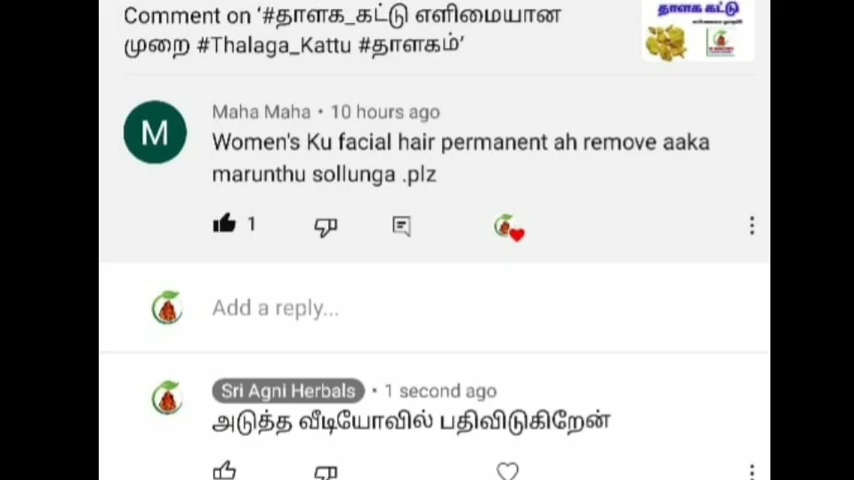 Comment on '#தாளக_கட்டு எளிமையான
தாளக கட்டு
முறை #Thalaga_Kattu #தாளகம்'
M
Maha Maha • 10 hours ago
Women's Ku facial hair permanent ah remove aaka
marunthu sollunga .plz
1
Add a reply...
Sri Agni Herbals • 1 second ago
அடுத்த வீடியோவில் பதிவிடுகிறேன்